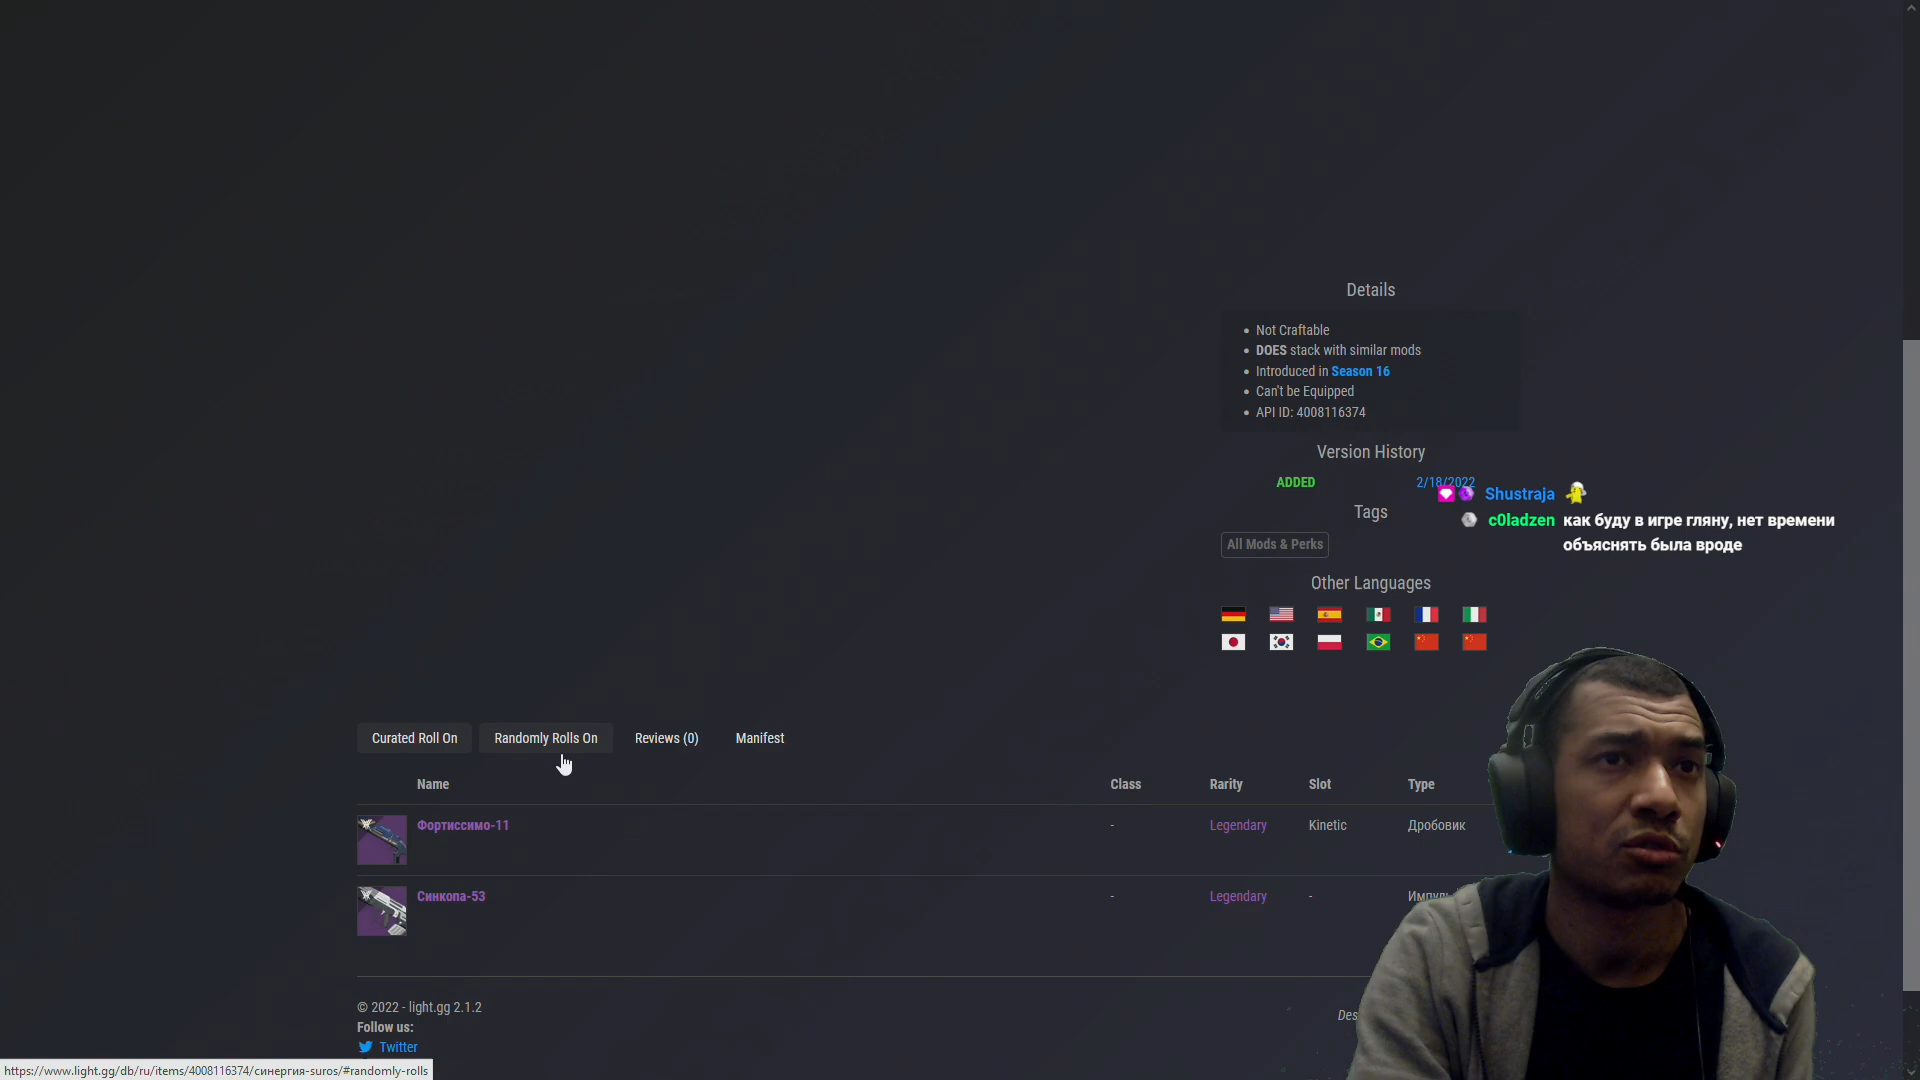 Details
Not Craftable
DOES stack with similar mods
Introduced in Season 16
Can't be Equipped
API ID: 4008116374
Version History
ADDED 2/18/2022
Shustraja
Tags
c0ladzen как буду в игре гляну, нет времени
объяснять была вроде
All Mods & Perks
Other Languages
Curated Roll On Randomly Rolls On Reviews (0) Manifest
Name Class Rarity Slot Type
Фортиссимо-11 - Legendary Kinetic Дробовик
Синкопа-53 - Legendary -
© 2022 - light.gg 2.1.2
Follow us:
Twitter
https://www.light.gg/db/ru/items/4008116374/синергия-suros/#randomly-rolls